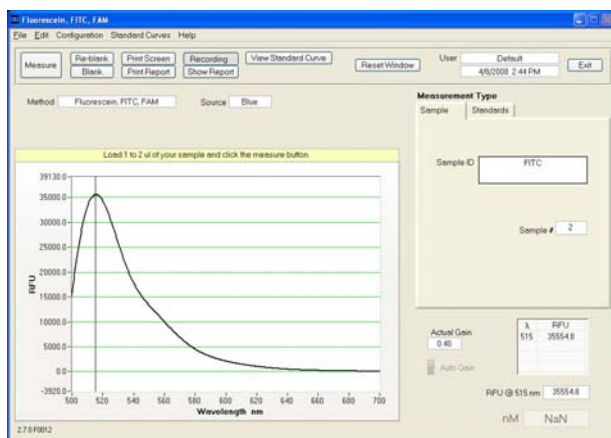 Fluorescein, FITC, FAM
File Edit Configuration Standard Curves Help
Measure Re-blank Print Screen Recording View Standard Curve Reset Window User Default Exit
Blank Print Report Show Report 4/8/2008 2:44 PM
Method Fluorescein, FITC, FAM Source Blue
Measurement Type
Sample Standards
Load 1 to 2 ul of your sample and click the measure button.
Sample ID FITC
Sample # 2
RFU
39130.0
35000.0
30000.0
25000.0
20000.0
15000.0
10000.0
5000.0
0.0
-3920.0
500 520 540 560 580 600 620 640 660 680 700
Wavelength nm
Actual Gain
0.40
Auto Gain
λ RFU
515 35554.8
RFU @ 515 nm 35554.8
nM NaN
2.7.0 F0012